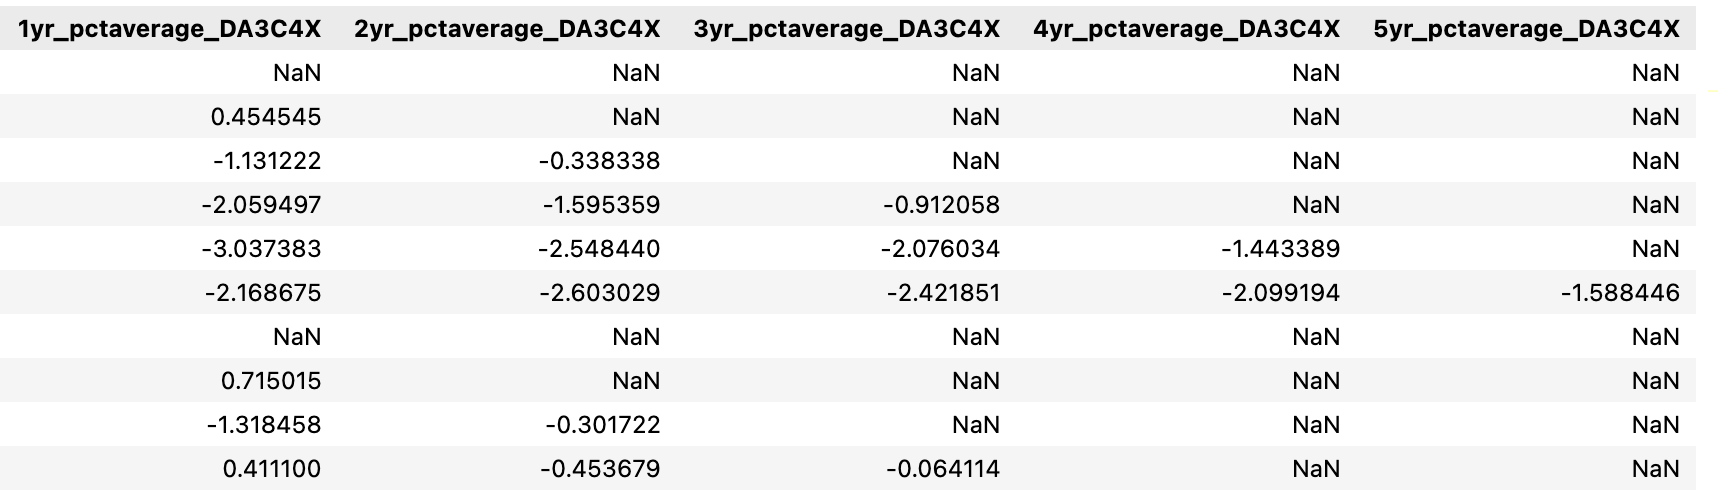 1yr_pctaverage_DA3C4X 2yr_pctaverage_DA3C4X 3yr_pctaverage_DA3C4X 4yr_pctaverage_DA3C4X 5yr_pctaverage_DA3C4X
NaN NaN NaN NaN NaN
0.454545 NaN NaN NaN NaN
-1.131222 -0.338338 NaN NaN NaN
-2.059497 -1.595359 -0.912058 NaN NaN
-3.037383 -2.548440 -2.076034 -1.443389 NaN
-2.168675 -2.603029 -2.421851 -2.099194 -1.588446
NaN NaN NaN NaN NaN
0.715015 NaN NaN NaN NaN
-1.318458 -0.301722 NaN NaN NaN
0.411100 -0.453679 -0.064114 NaN NaN